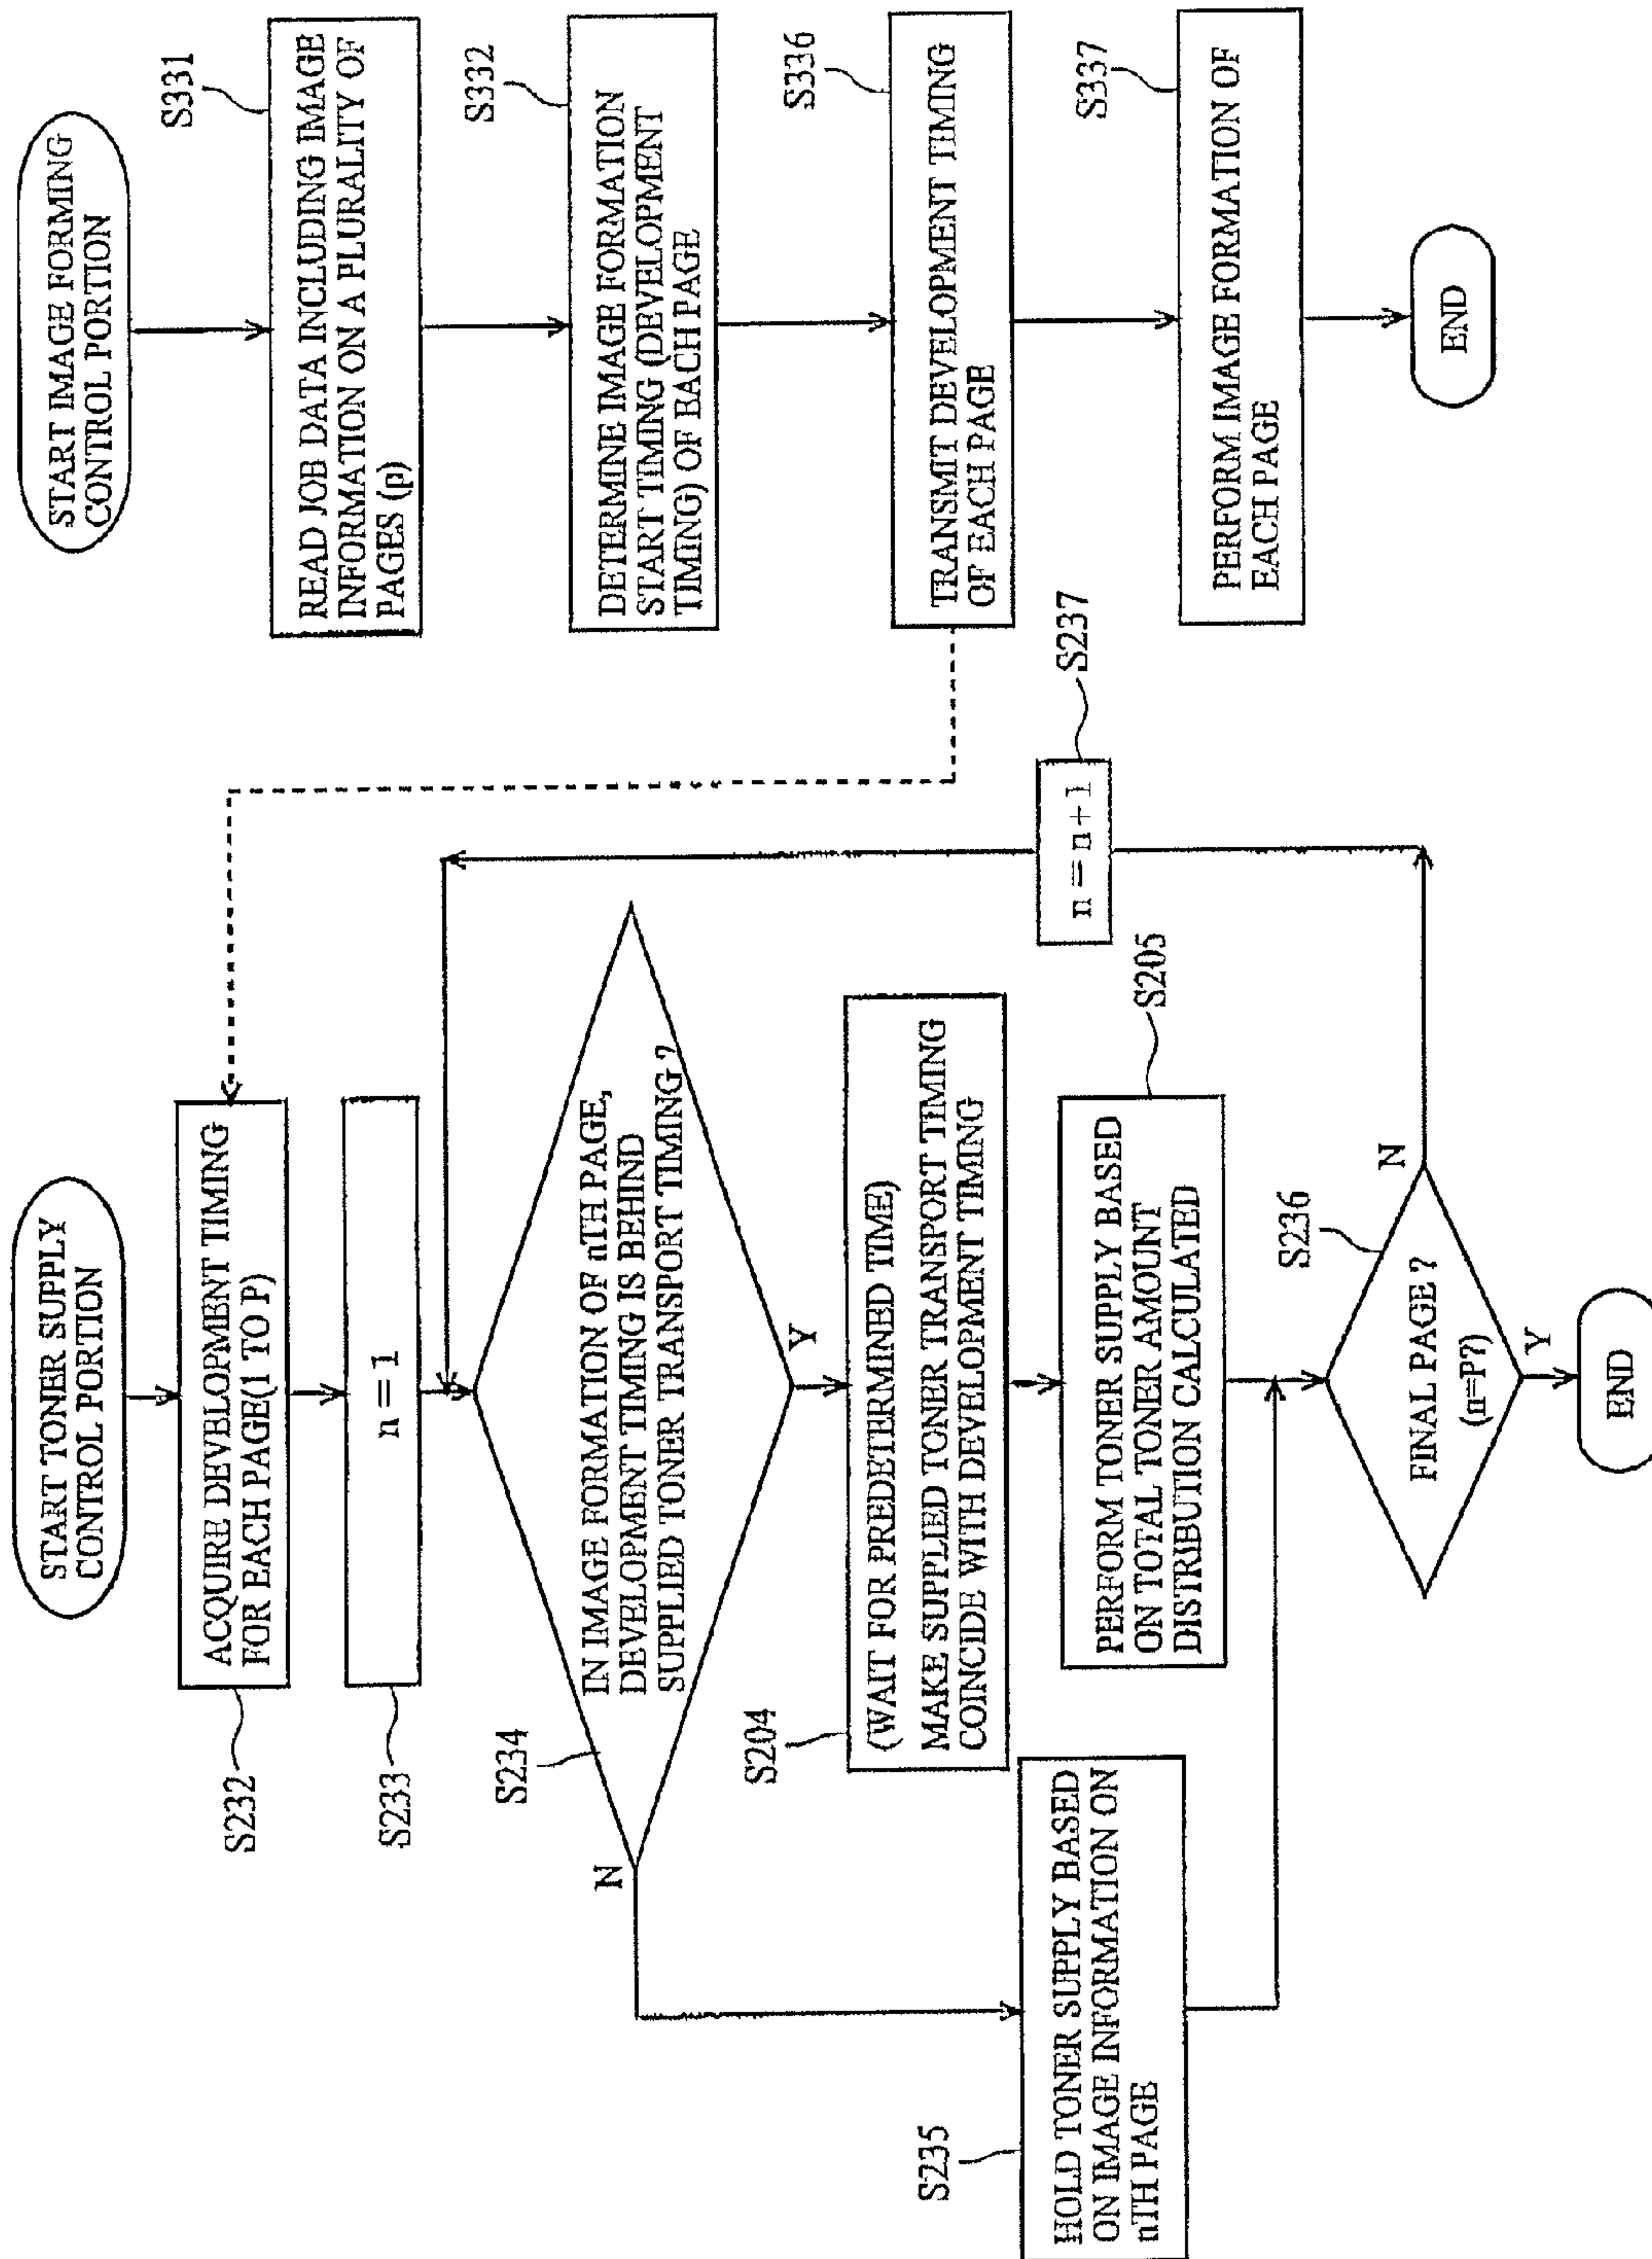 START TONER SUPPLY
CONTROL PORTION
S232
ACQUIRE DEVELOPMENT TIMING
FOR EACH PAGE(1 TO P)
S233
n = 1
S234
IN IMAGE FORMATION OF nTH PAGE,
DEVELOPMENT TIMING IS BEHIND
SUPPLIED TONER TRANSPORT TIMING ?
N
Y
S204
(WAIT FOR PREDETERMINED TIME)
MAKE SUPPLIED TONER TRANSPORT TIMING
COINCIDE WITH DEVELOPMENT TIMING
S235
HOLD TONER SUPPLY BASED
ON IMAGE INFORMATION ON
nTH PAGE
S205
PERFORM TONER SUPPLY BASED
ON TOTAL TONER AMOUNT
DISTRIBUTION CALCULATED
S236
FINAL PAGE ?
(n=P?)
N
Y
S237
n = n + 1
END
START IMAGE FORMING
CONTROL PORTION
S331
READ JOB DATA INCLUDING IMAGE
INFORMATION ON A PLURALITY OF
PAGES (p)
S332
DETERMINE IMAGE FORMATION
START TIMING (DEVELOPMENT
TIMING) OF EACH PAGE
S336
TRANSMIT DEVELOPMENT TIMING
OF EACH PAGE
S337
PERFORM IMAGE FORMATION OF
EACH PAGE
END